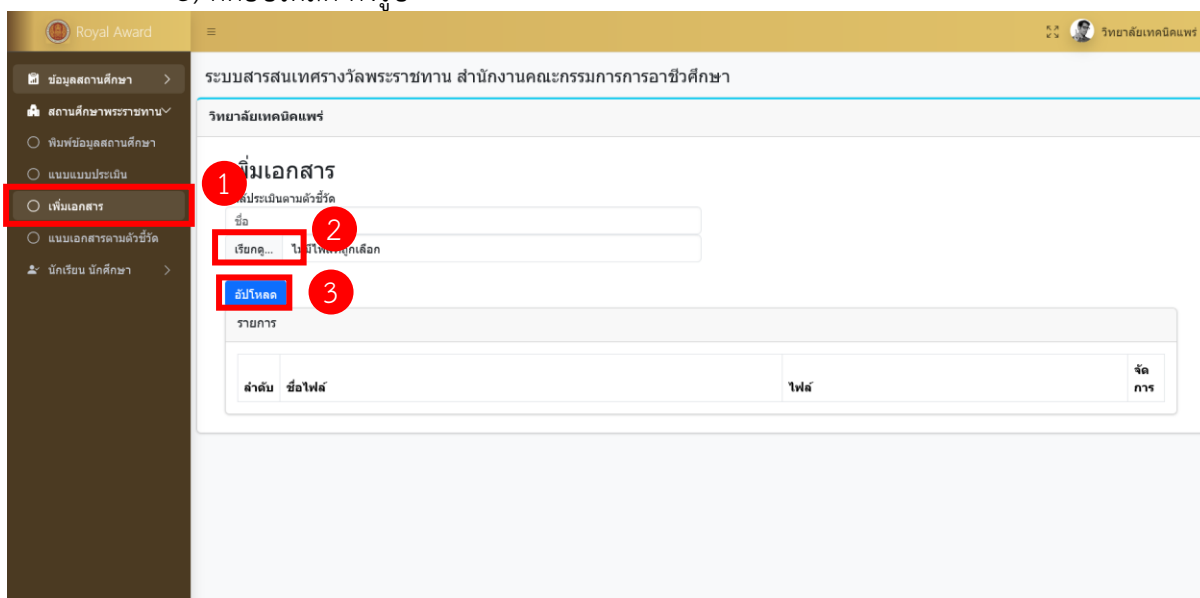 Royal Award
≡
วิทยาลัยเทคนิคแพร่
ข้อมูลสถานศึกษา
สถานศึกษาพระราชทาน
พิมพ์ข้อมูลสถานศึกษา
แนบแบบประเมิน
เพิ่มเอกสาร
แนบเอกสารตามตัวชี้วัด
นักเรียน นักศึกษา
ระบบสารสนเทศรางวัลพระราชทาน สำนักงานคณะกรรมการการอาชีวศึกษา
วิทยาลัยเทคนิคแพร่
1
เพิ่มเอกสาร
ประเมินตามตัวชี้วัด
ชื่อ
2
เรียกดู... ไม่มีไฟล์ที่ถูกเลือก
อัปโหลด
3
รายการ
ลำดับ ชื่อไฟล์ ไฟล์ จัดการ